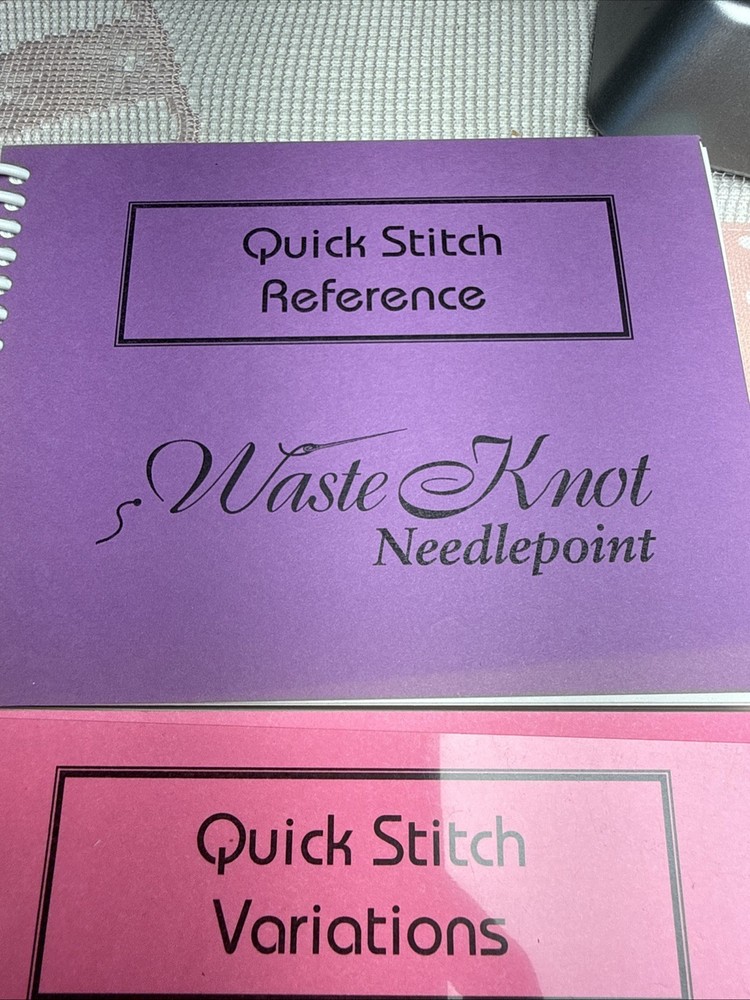 Quick Stitch
Reference
Waste Knot
Needlepoint
Quick Stitch
Variations